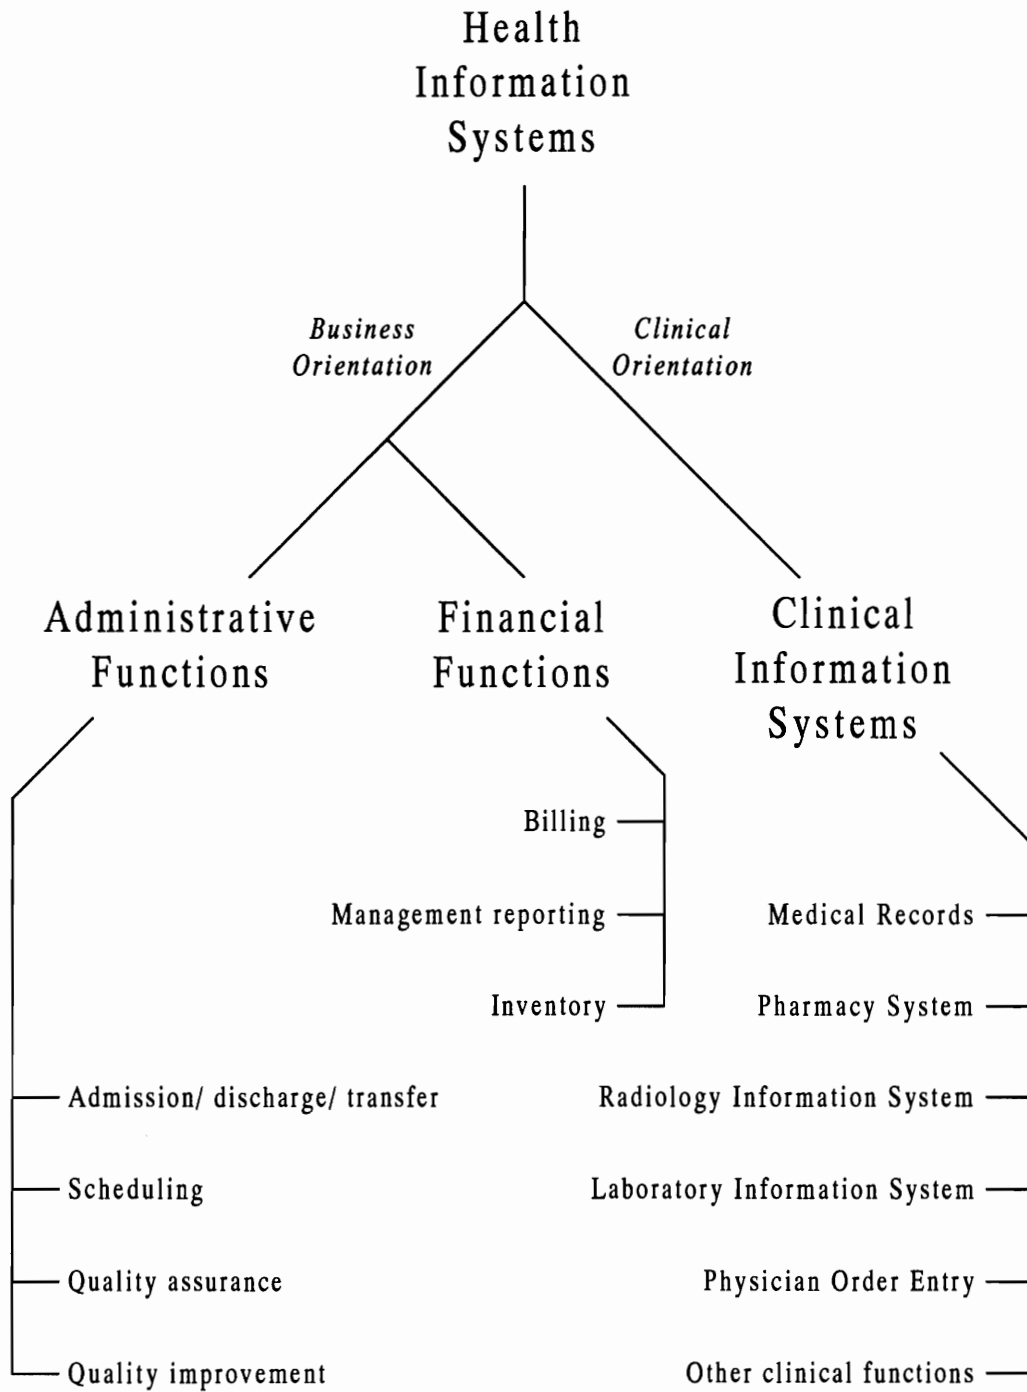 Health
Information
Systems
Business
Orientation
Clinical
Orientation
Administrative
Functions
Financial
Functions
Clinical
Information
Systems
Billing
Management reporting
Inventory
Medical Records
Pharmacy System
Radiology Information System
Laboratory Information System
Physician Order Entry
Other clinical functions
Admission/ discharge/ transfer
Scheduling
Quality assurance
Quality improvement